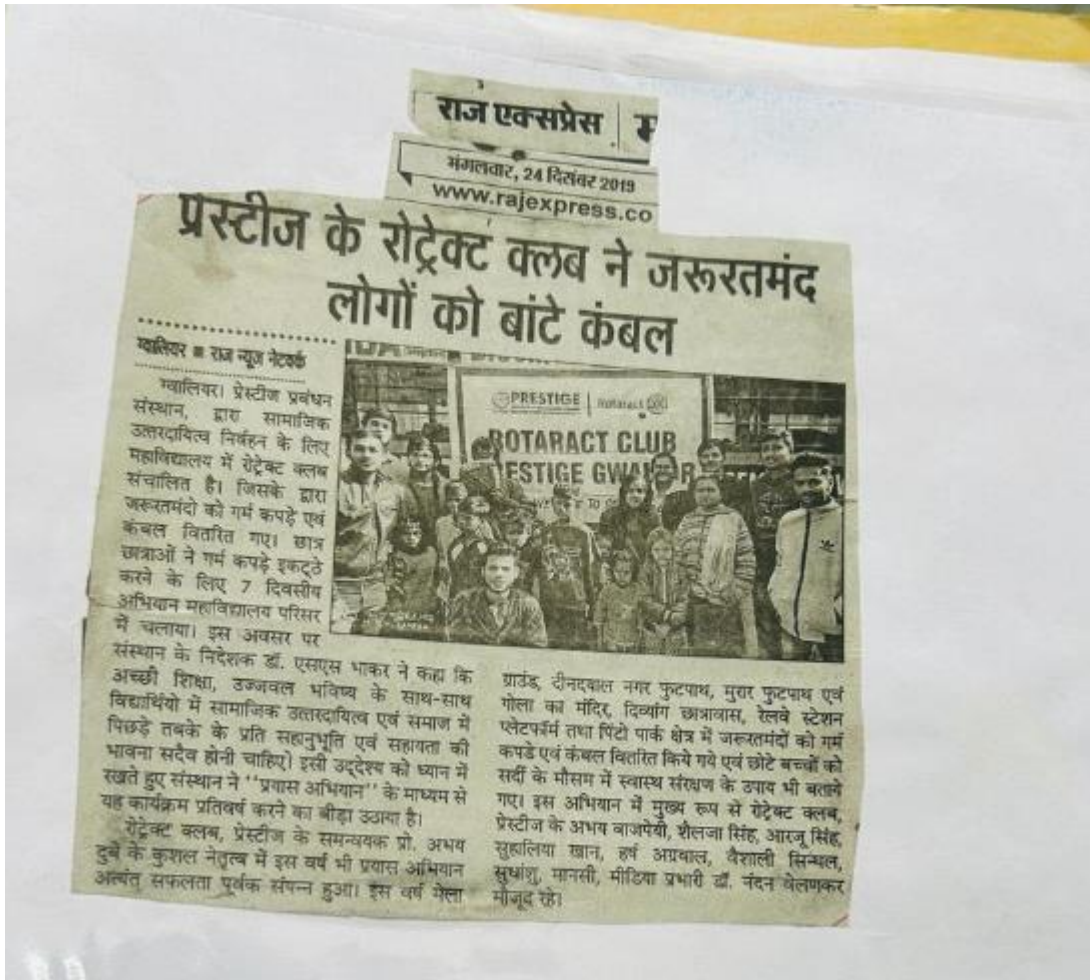 राज एक्सप्रेस
मंगलवार, 24 दिसंबर 2019
www.rajexpress.co
प्रस्टीज के रोट्रेक्ट क्लब ने जरूरतमंद
लोगों को बांटे कंबल
ग्वालियर ■ राज न्यूज नेटवर्क
ग्वालियर। प्रेस्टीज प्रबंधन
संस्थान, द्वारा सामाजिक
उत्तरदायित्व निर्वहन के लिए
महाविद्यालय में रोट्रेक्ट क्लब
संचालित है। जिसके द्वारा
जरूरतमंदो को गर्म कपड़े एवं
कंबल वितरित गए। छात्र
छात्राओं ने गर्म कपड़े इकट्ठे
करने के लिए 7 दिवसीय
अभियान महाविद्यालय परिसर
में चलाया। इस अवसर पर
संस्थान के निदेशक डॉ. एसएस भाकर ने कहा कि
अच्छी शिक्षा, उज्जवल भविष्य के साथ-साथ
विद्यार्थियो में सामाजिक उत्तरदायित्व एवं समाज में
पिछड़े तबके के प्रति सहानुभूति एवं सहायता की
भावना सदैव होनी चाहिए। इसी उद्देश्य को ध्यान में
रखते हुए संस्थान ने ''प्रयास अभियान'' के माध्यम से
यह कार्यक्रम प्रतिवर्ष करने का बीड़ा उठाया है।
रोट्रेक्ट क्लब, प्रेस्टीज के समन्वयक प्रो. अभय
दुबे के कुशल नेतृत्व में इस वर्ष भी प्रयास अभियान
अत्यंत सफलता पूर्वक संपन्न हुआ। इस वर्ष मेला
PRESTIGE | Rotaract
ROTARACT CLUB
PRESTIGE GWALIOR
ग्राउंड, दीनदयाल नगर फुटपाथ, मुरार फुटपाथ एवं
गोला का मंदिर, दिव्यांग छात्रावास, रेलवे स्टेशन
प्लेटफॉर्म तथा पिंटो पार्क क्षेत्र में जरूरतमंदों को गर्म
कपडे एवं कंबल वितरित किये गये एवं छोटे बच्चों को
सर्दी के मौसम में स्वास्थ संरक्षण के उपाय भी बताये
गए। इस अभियान में मुख्य रूप से रोट्रेक्ट क्लब,
प्रेस्टीज के अभय वाजपेयी, शैलजा सिंह, आरजू सिंह,
सुहालिया खान, हर्ष अग्रवाल, वैशाली सिन्घल,
सुधांशु, मानसी, मीडिया प्रभारी डॉ. नंदन वेलणकर
मौजूद रहे।